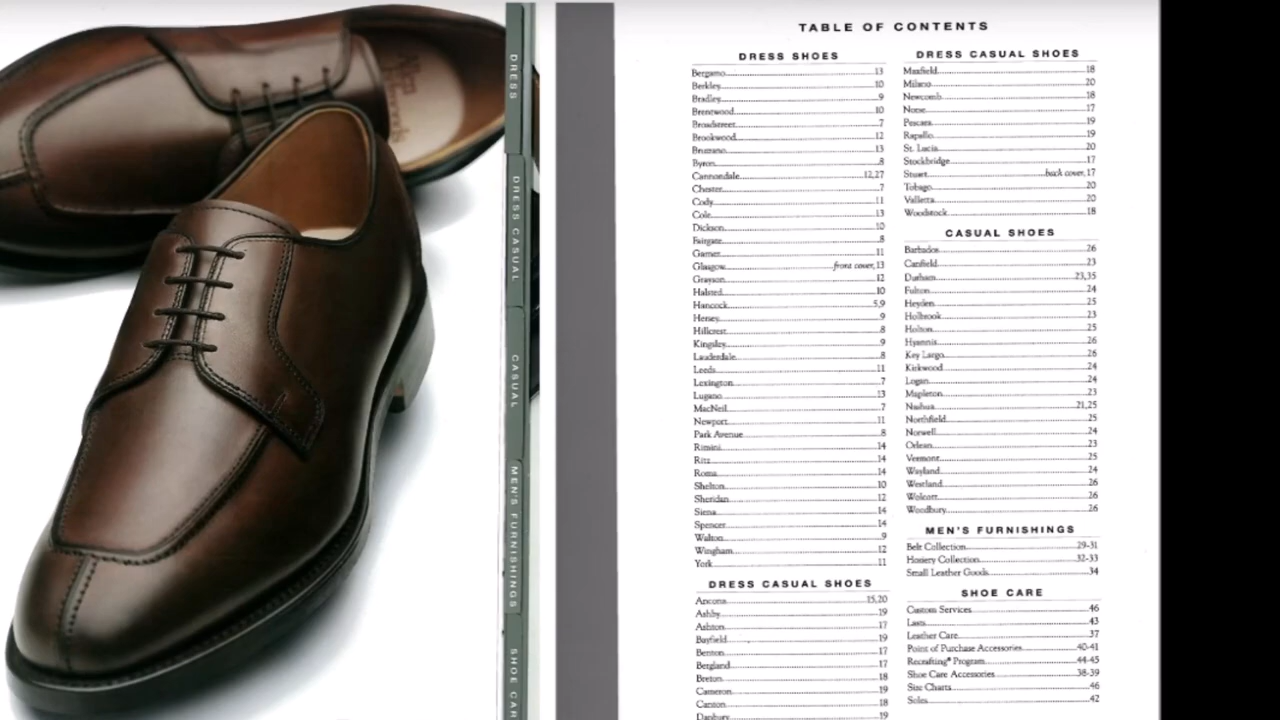 Allen
DRESS
DRESS CASUAL
CASUAL
MEN'S FURNISHINGS
SHOE CAR
TABLE OF CONTENTS
DRESS SHOES
Bergamo 13
Berkley 10
Bradley 9
Brentwood 10
Broadstreet 7
Brookwood 12
Bruzzano 13
Byron 8
Cannondale 12,27
Chester 7
Cody 11
Cole 13
Dickson 10
Fairgate 8
Garner 11
Glasgow front cover, 13
Grayson 12
Halsted 10
Hancock 5,9
Hersey 9
Hillcrest 8
Kingsley 9
Lauderdale 8
Leeds 11
Lexington 7
Lugano 13
MacNeil 7
Newport 11
Park Avenue 8
Rimini 14
Ritz 14
Roma 14
Shelton 10
Sheridan 12
Siena 14
Spencer 14
Walton 9
Wingham 12
York 11
DRESS CASUAL SHOES
Ancona 15,20
Ashby 19
Ashton 17
Bayfield 19
Benton 17
Bergland 17
Breton 18
Cameron 19
Canton 18
Danbury 19
DRESS CASUAL SHOES
Maxfield 18
Milano 20
Newcomb 18
Norse 17
Pescara 19
Rapallo 19
St. Lucia 20
Stockbridge 17
Stuart back cover, 17
Tobago 20
Valletta 20
Woodstock 18
CASUAL SHOES
Barbados 26
Canfield 23
Durham 23,35
Fulton 24
Heyden 25
Holbrook 23
Holton 25
Hyannis 26
Key Largo 26
Kirkwood 24
Logan 24
Mapleton 23
Nashua 21,25
Northfield 25
Norwell 24
Orlean 23
Vermont 25
Wayland 24
Westland 26
Wolcott 26
Woodbury 26
MEN'S FURNISHINGS
Belt Collection 29-31
Hosiery Collection 32-33
Small Leather Goods 34
SHOE CARE
Custom Services 46
Lasts 43
Leather Care 37
Point of Purchase Accessories 40-41
Recrafting® Program 44-45
Shoe Care Accessories 38-39
Size Charts 46
Soles 42